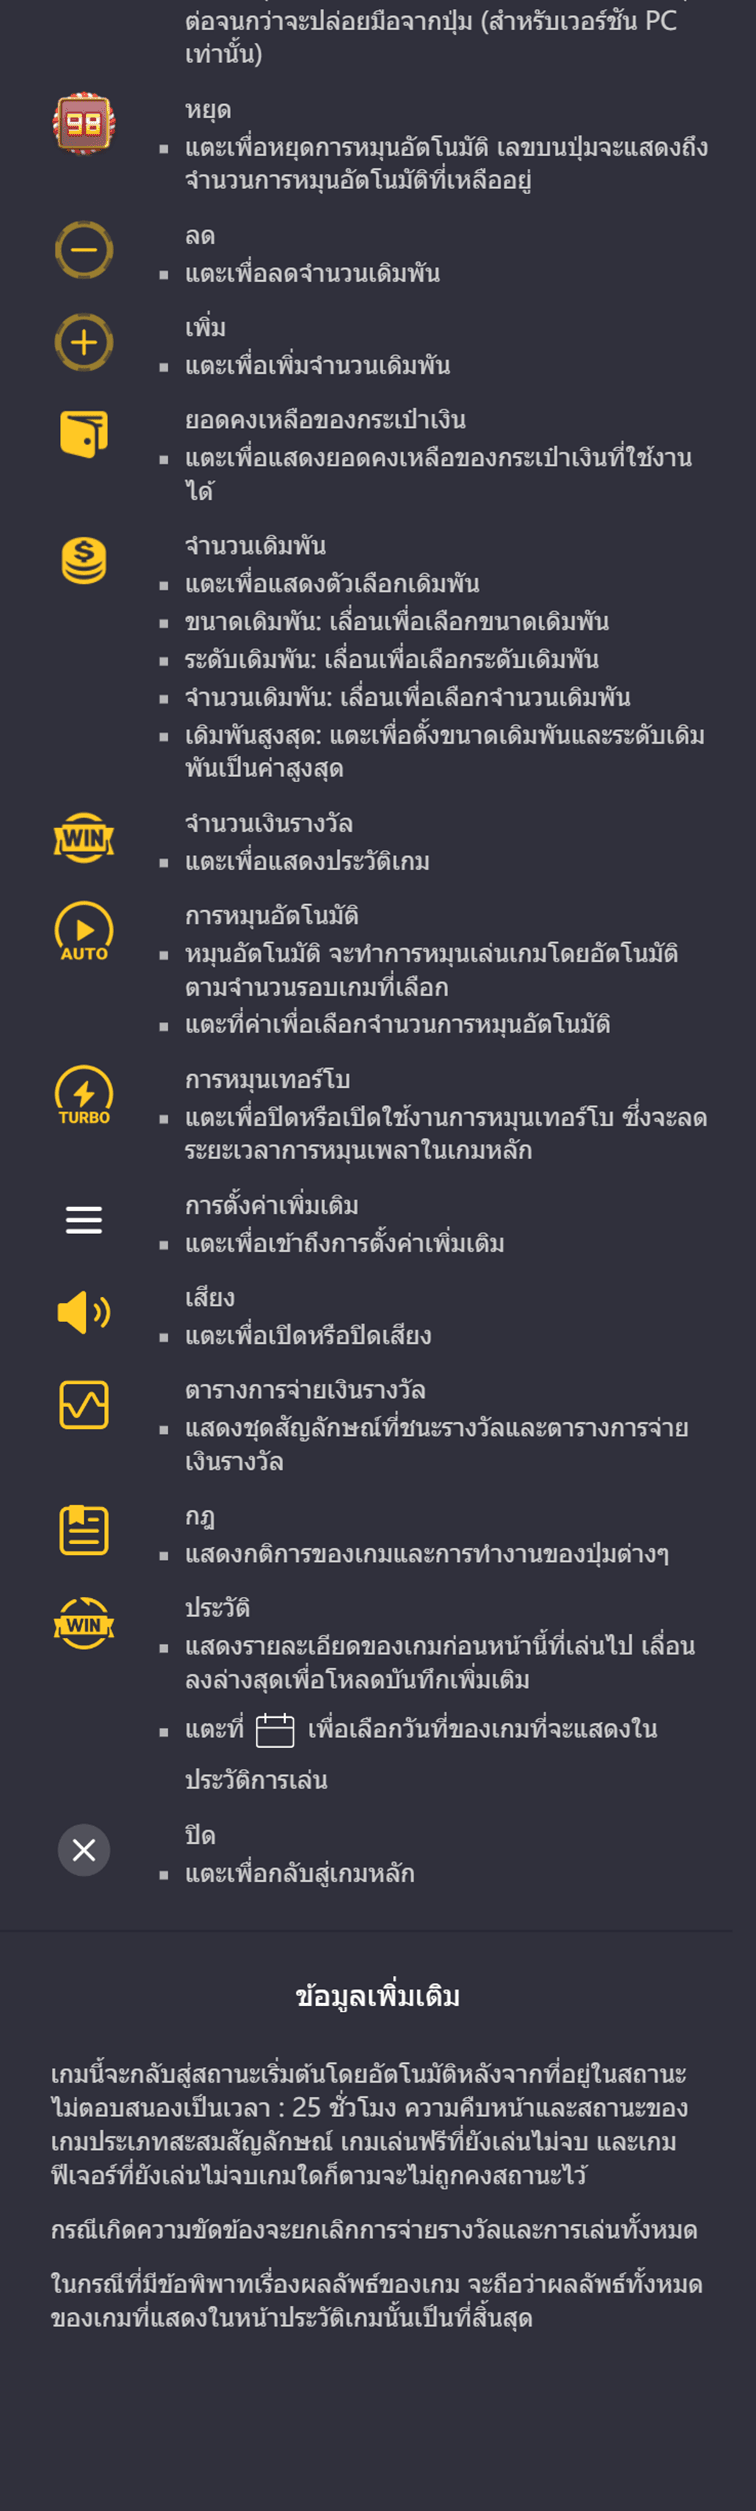 ต่อจนกว่าจะปล่อยมือจากปุ่ม (สำหรับเวอร์ชัน PC
เท่านั้น)
98
หยุด
แตะเพื่อหยุดการหมุนอัตโนมัติ เลขบนปุ่มจะแสดงถึง
จำนวนการหมุนอัตโนมัติที่เหลืออยู่
ลด
แตะเพื่อลดจำนวนเดิมพัน
เพิ่ม
แตะเพื่อเพิ่มจำนวนเดิมพัน
ยอดคงเหลือของกระเป๋าเงิน
แตะเพื่อแสดงยอดคงเหลือของกระเป๋าเงินที่ใช้งาน
ได้
จำนวนเดิมพัน
แตะเพื่อแสดงตัวเลือกเดิมพัน
ขนาดเดิมพัน: เลื่อนเพื่อเลือกขนาดเดิมพัน
ระดับเดิมพัน: เลื่อนเพื่อเลือกระดับเดิมพัน
จำนวนเดิมพัน: เลื่อนเพื่อเลือกจำนวนเดิมพัน
เดิมพันสูงสุด: แตะเพื่อตั้งขนาดเดิมพันและระดับเดิม
พันเป็นค่าสูงสุด
WIN
จำนวนเงินรางวัล
แตะเพื่อแสดงประวัติเกม
AUTO
การหมุนอัตโนมัติ
หมุนอัตโนมัติ จะทำการหมุนเล่นเกมโดยอัตโนมัติ
ตามจำนวนรอบเกมที่เลือก
แตะที่ค่าเพื่อเลือกจำนวนการหมุนอัตโนมัติ
TURBO
การหมุนเทอร์โบ
แตะเพื่อปิดหรือเปิดใช้งานการหมุนเทอร์โบ ซึ่งจะลด
ระยะเวลาการหมุนเพลาในเกมหลัก
การตั้งค่าเพิ่มเติม
แตะเพื่อเข้าถึงการตั้งค่าเพิ่มเติม
เสียง
แตะเพื่อเปิดหรือปิดเสียง
ตารางการจ่ายเงินรางวัล
แสดงชุดสัญลักษณ์ที่ชนะรางวัลและตารางการจ่าย
เงินรางวัล
กฎ
แสดงกติการของเกมและการทำงานของปุ่มต่างๆ
WIN
ประวัติ
แสดงรายละเอียดของเกมก่อนหน้านี้ที่เล่นไป เลื่อน
ลงล่างสุดเพื่อโหลดบันทึกเพิ่มเติม
แตะที่ เพื่อเลือกวันที่ของเกมที่จะแสดงใน
ประวัติการเล่น
ปิด
แตะเพื่อกลับสู่เกมหลัก
ข้อมูลเพิ่มเติม
เกมนี้จะกลับสู่สถานะเริ่มต้นโดยอัตโนมัติหลังจากที่อยู่ในสถานะ
ไม่ตอบสนองเป็นเวลา : 25 ชั่วโมง ความคืบหน้าและสถานะของ
เกมประเภทสะสมสัญลักษณ์ เกมเล่นฟรีที่ยังเล่นไม่จบ และเกม
ฟีเจอร์ที่ยังเล่นไม่จบเกมใดก็ตามจะไม่ถูกคงสถานะไว้
กรณีเกิดความขัดข้องจะยกเลิกการจ่ายรางวัลและการเล่นทั้งหมด
ในกรณีที่มีข้อพิพาทเรื่องผลลัพธ์ของเกม จะถือว่าผลลัพธ์ทั้งหมด
ของเกมที่แสดงในหน้าประวัติเกมนั้นเป็นที่สิ้นสุด